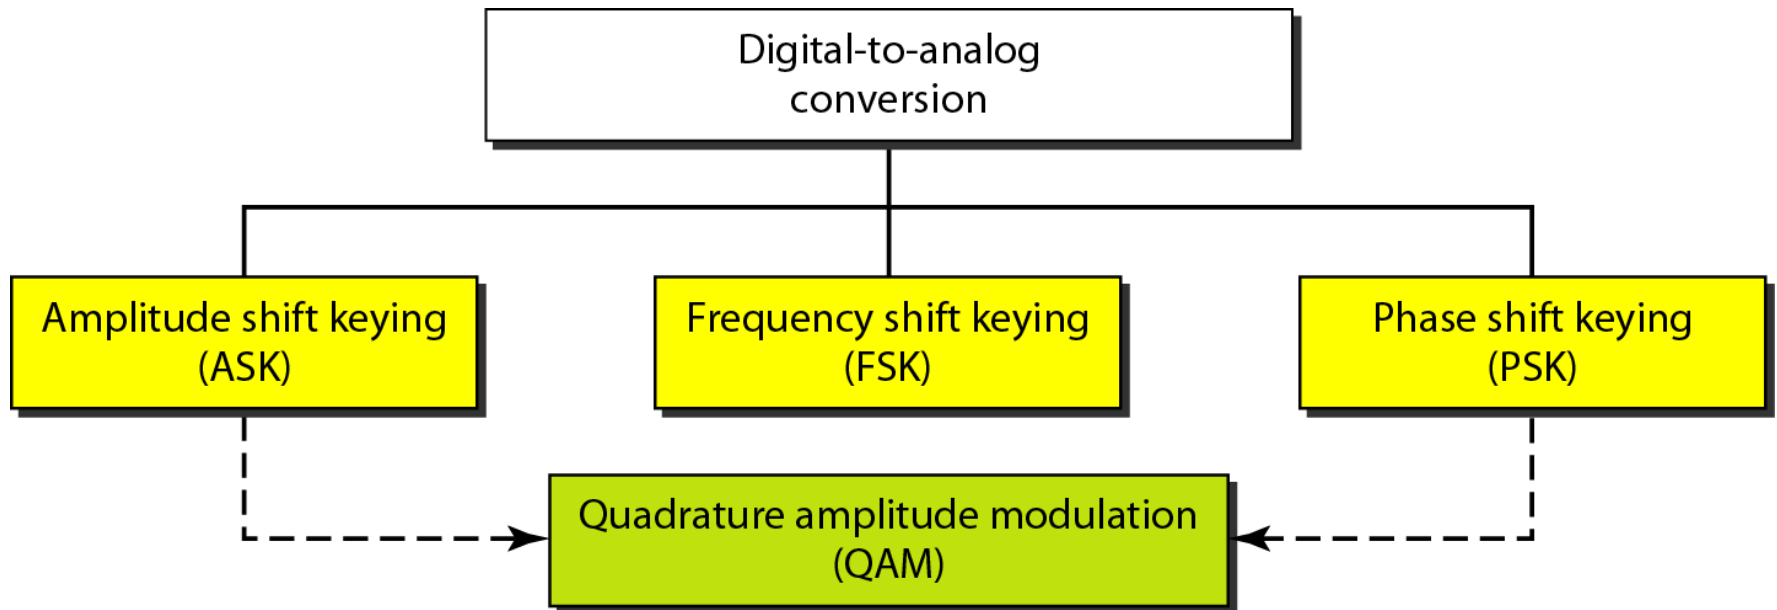 Digital-to-analog
conversion
Amplitude shift keying
(ASK)
Frequency shift keying
(FSK)
Phase shift keying
(PSK)
Quadrature amplitude modulation
(QAM)